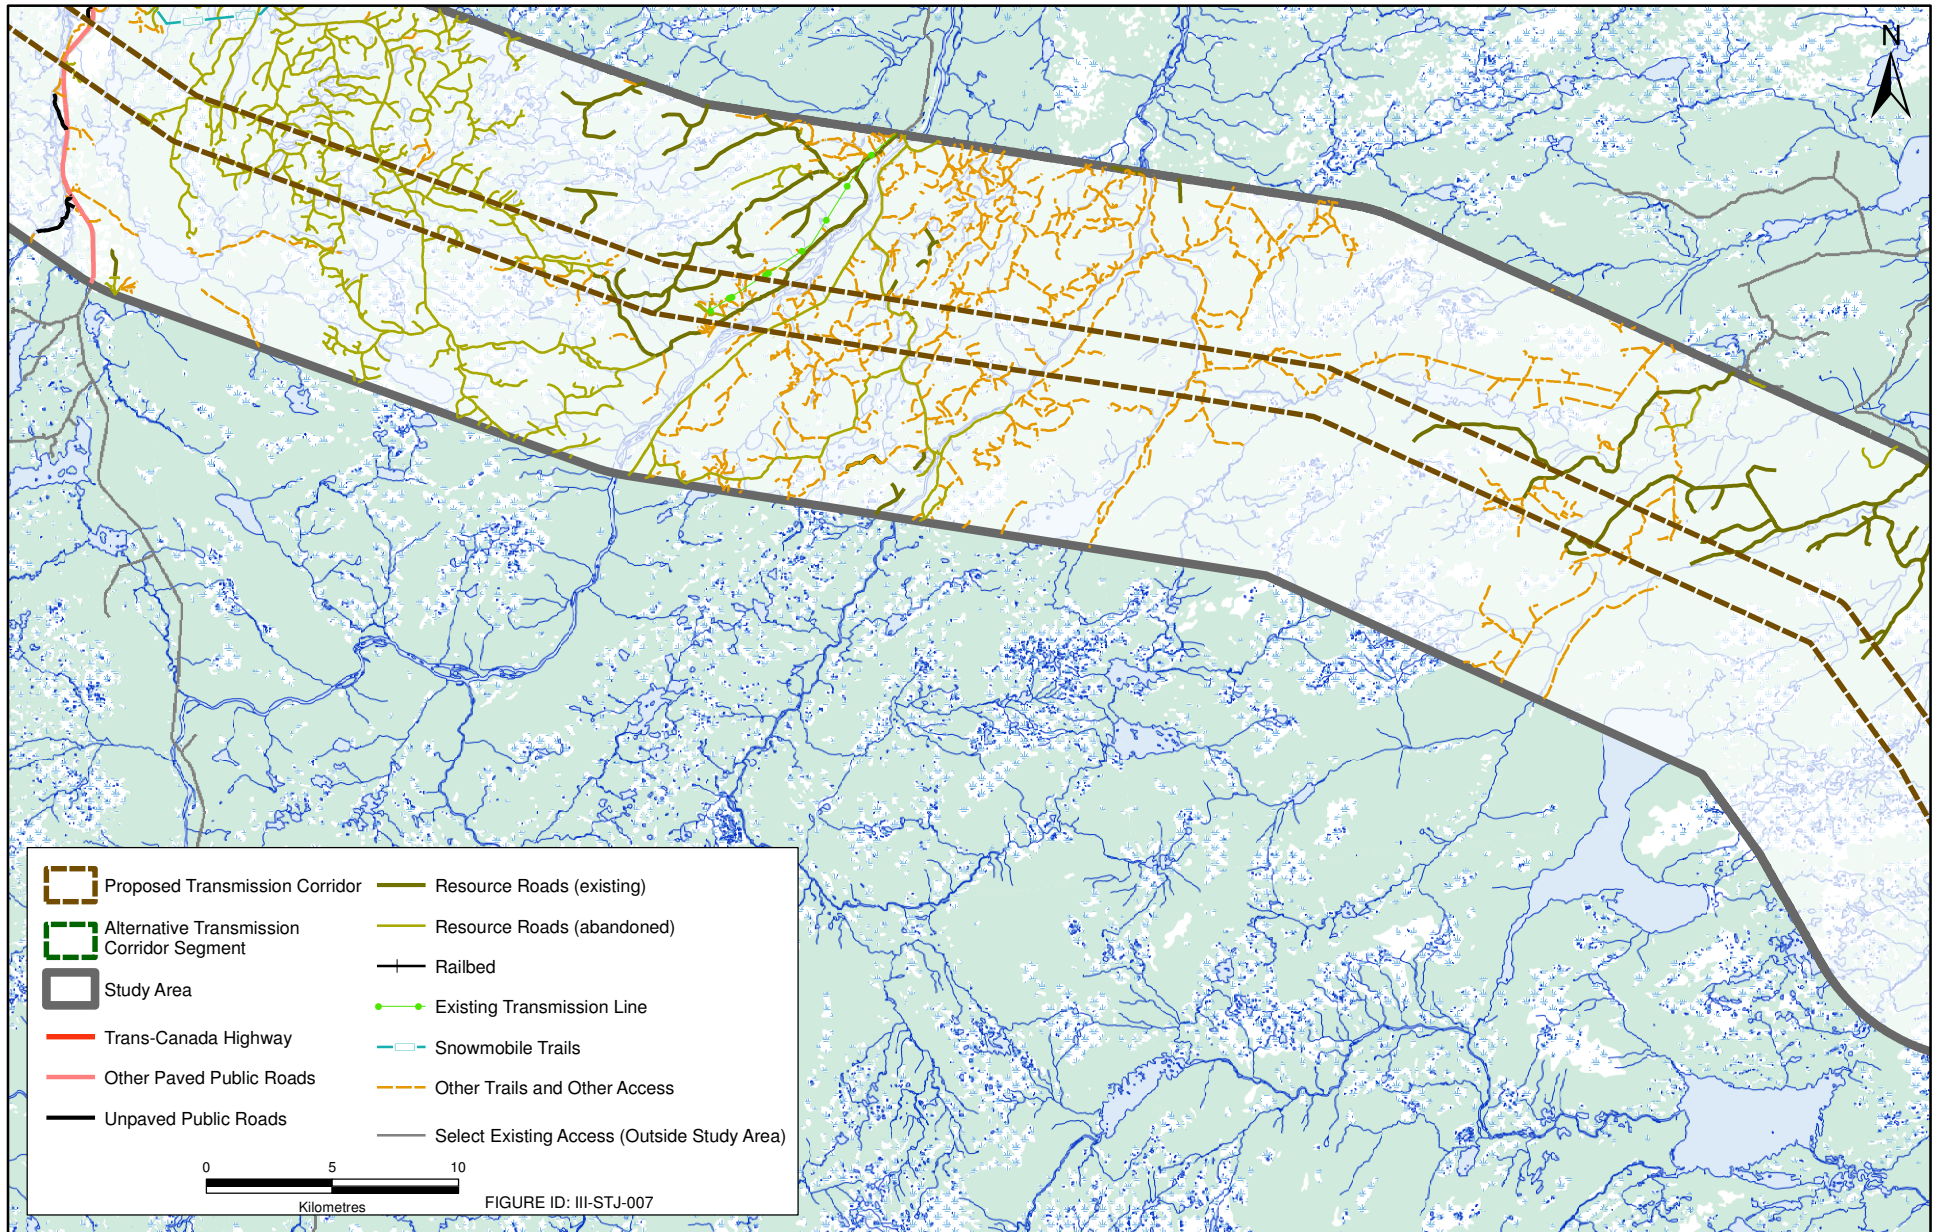 N
Proposed Transmission Corridor
Alternative Transmission
Corridor Segment
Study Area
Trans-Canada Highway
Other Paved Public Roads
Unpaved Public Roads
Resource Roads (existing)
Resource Roads (abandoned)
Railbed
Existing Transmission Line
Snowmobile Trails
Other Trails and Other Access
Select Existing Access (Outside Study Area)
0 5 10
Kilometres
FIGURE ID: III-STJ-007